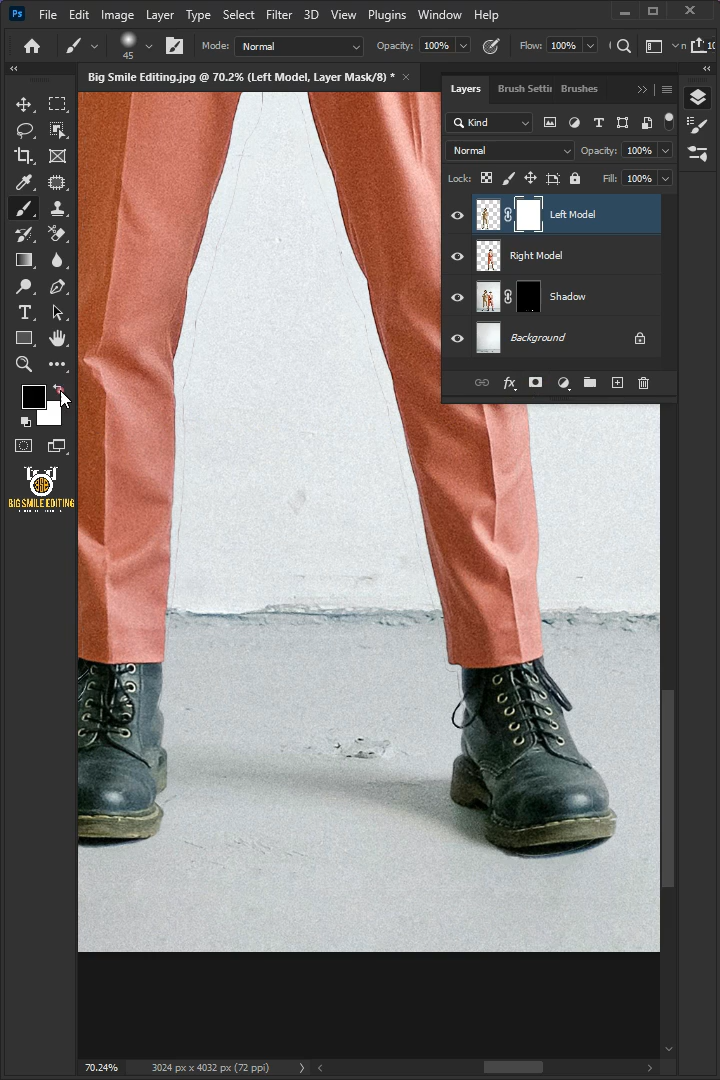 Ps File Edit Image Layer Type Select Filter 3D View Plugins Window Help
45 Mode: Normal Opacity: 100% Flow: 100%
Big Smile Editing.jpg @ 70.2% (Left Model, Layer Mask/8) * ×
Layers Brush Settin Brushes
Kind
Normal Opacity: 100%
Lock: Fill: 100%
Left Model
Right Model
Shadow
Background
fx
BIG SMILE EDITING
70.24% 3024 px x 4032 px (72 ppi)